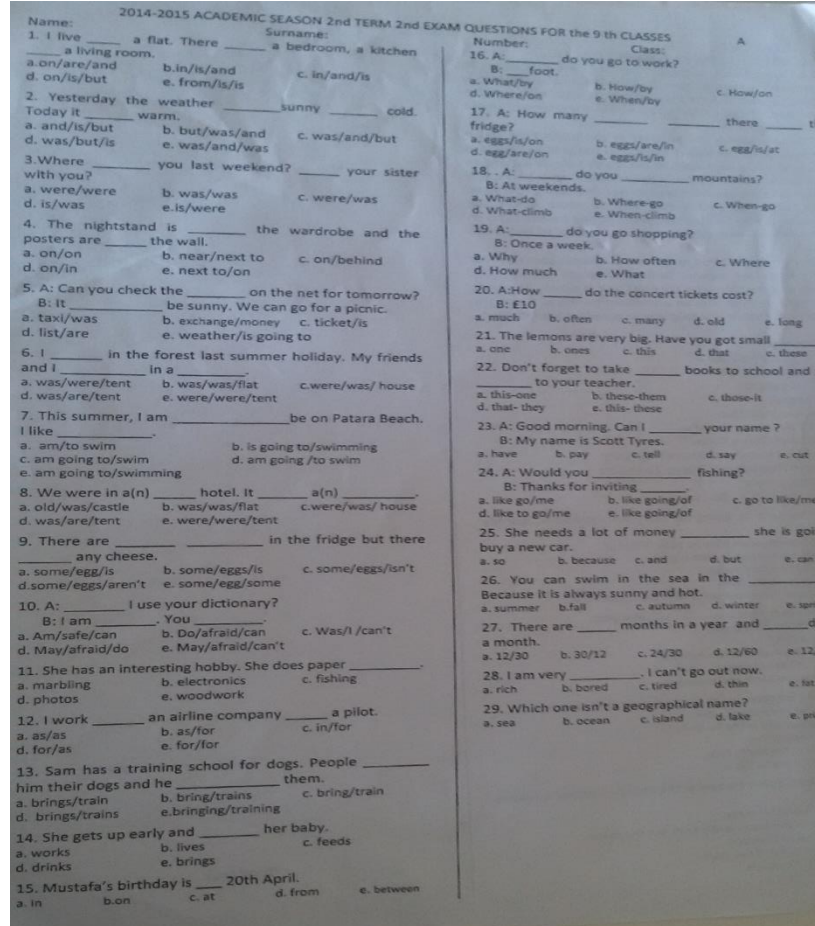 2014-2015 ACADEMIC SEASON 2nd TERM 2nd EXAM QUESTIONS FOR the 9 th CLASSES
Name: Surname: Number: Class: A
1. I live _____ a flat. There _____ a bedroom, a kitchen
_____ a living room.
a.on/are/and b.in/is/and c. in/and/is
d. on/is/but e. from/is/is
2. Yesterday the weather _____ sunny _____ cold.
Today it _____ warm.
a. and/is/but b. but/was/and c. was/and/but
d. was/but/is e. was/and/was
3.Where _____ you last weekend? _____ your sister
with you?
a. were/were b. was/was c. were/was
d. is/was e.is/were
4. The nightstand is _____ the wardrobe and the
posters are _____ the wall.
a. on/on b. near/next to c. on/behind
d. on/in e. next to/on
5. A: Can you check the _____ on the net for tomorrow?
B: It _____ be sunny. We can go for a picnic.
a. taxi/was b. exchange/money c. ticket/is
d. list/are e. weather/is going to
6. I _____ in the forest last summer holiday. My friends
and I _____ in a _____.
a. was/were/tent b. was/was/flat c.were/was/ house
d. was/are/tent e. were/were/tent
7. This summer, I am _____ be on Patara Beach.
I like _____.
a. am/to swim b. is going to/swimming
c. am going to/swim d. am going /to swim
e. am going to/swimming
8. We were in a(n) _____ hotel. It _____ a(n) _____.
a. old/was/castle b. was/was/flat c.were/was/ house
d. was/are/tent e. were/were/tent
9. There are _____ _____ in the fridge but there
_____ any cheese.
a. some/egg/is b. some/eggs/is c. some/eggs/isn't
d.some/eggs/aren't e. some/egg/some
10. A: _____ I use your dictionary?
B: I am _____. You _____.
a. Am/safe/can b. Do/afraid/can c. Was/I /can't
d. May/afraid/do e. May/afraid/can't
11. She has an interesting hobby. She does paper _____.
a. marbling b. electronics c. fishing
d. photos e. woodwork
12. I work _____ an airline company _____ a pilot.
a. as/as b. as/for c. in/for
d. for/as e. for/for
13. Sam has a training school for dogs. People _____
him their dogs and he _____ them.
a. brings/train b. bring/trains c. bring/train
d. brings/trains e.bringing/training
14. She gets up early and _____ her baby.
a. works b. lives c. feeds
d. drinks e. brings
15. Mustafa's birthday is ___ 20th April.
a. in b.on c. at d. from e. between
16. A:_____ do you go to work?
B: ___foot.
a. What/by b. How/by c. How/on
d. Where/on e. When/by
17. A: How many _____ _____ there _____
fridge?
a. eggs/is/on b. eggs/are/in c. egg/is/at
d. egg/are/on e. eggs/is/in
18. . A: _____ do you _____ mountains?
B: At weekends.
a. What-do b. Where-go c. When-go
d. What-climb e. When-climb
19. A:_____ do you go shopping?
B: Once a week.
a. Why b. How often c. Where
d. How much e. What
20. A:How _____ do the concert tickets cost?
B: £10
a. much b. often c. many d. old e. long
21. The lemons are very big. Have you got small _____
a. one b. ones c. this d. that e. these
22. Don't forget to take _____ books to school and
_____ to your teacher.
a. this-one b. these-them c. those-it
d. that- they e. this- these
23. A: Good morning. Can I _____ your name ?
B: My name is Scott Tyres.
a. have b. pay c. tell d. say e. cut
24. A: Would you _____ fishing?
B: Thanks for inviting _____.
a. like go/me b. like going/of c. go to like/me
d. like to go/me e. like going/of
25. She needs a lot of money _____ she is
buy a new car.
a. so b. because c. and d. but e. can
26. You can swim in the sea in the _____
Because it is always sunny and hot.
a. summer b.fall c. autumn d. winter e.
27. There are _____ months in a year and _____
a month.
a. 12/30 b. 30/12 c. 24/30 d. 12/60 e. 12
28. I am very _____. I can't go out now.
a. rich b. bored c. tired d. thin e.
29. Which one isn't a geographical name?
a. sea b. ocean c. island d. lake e.